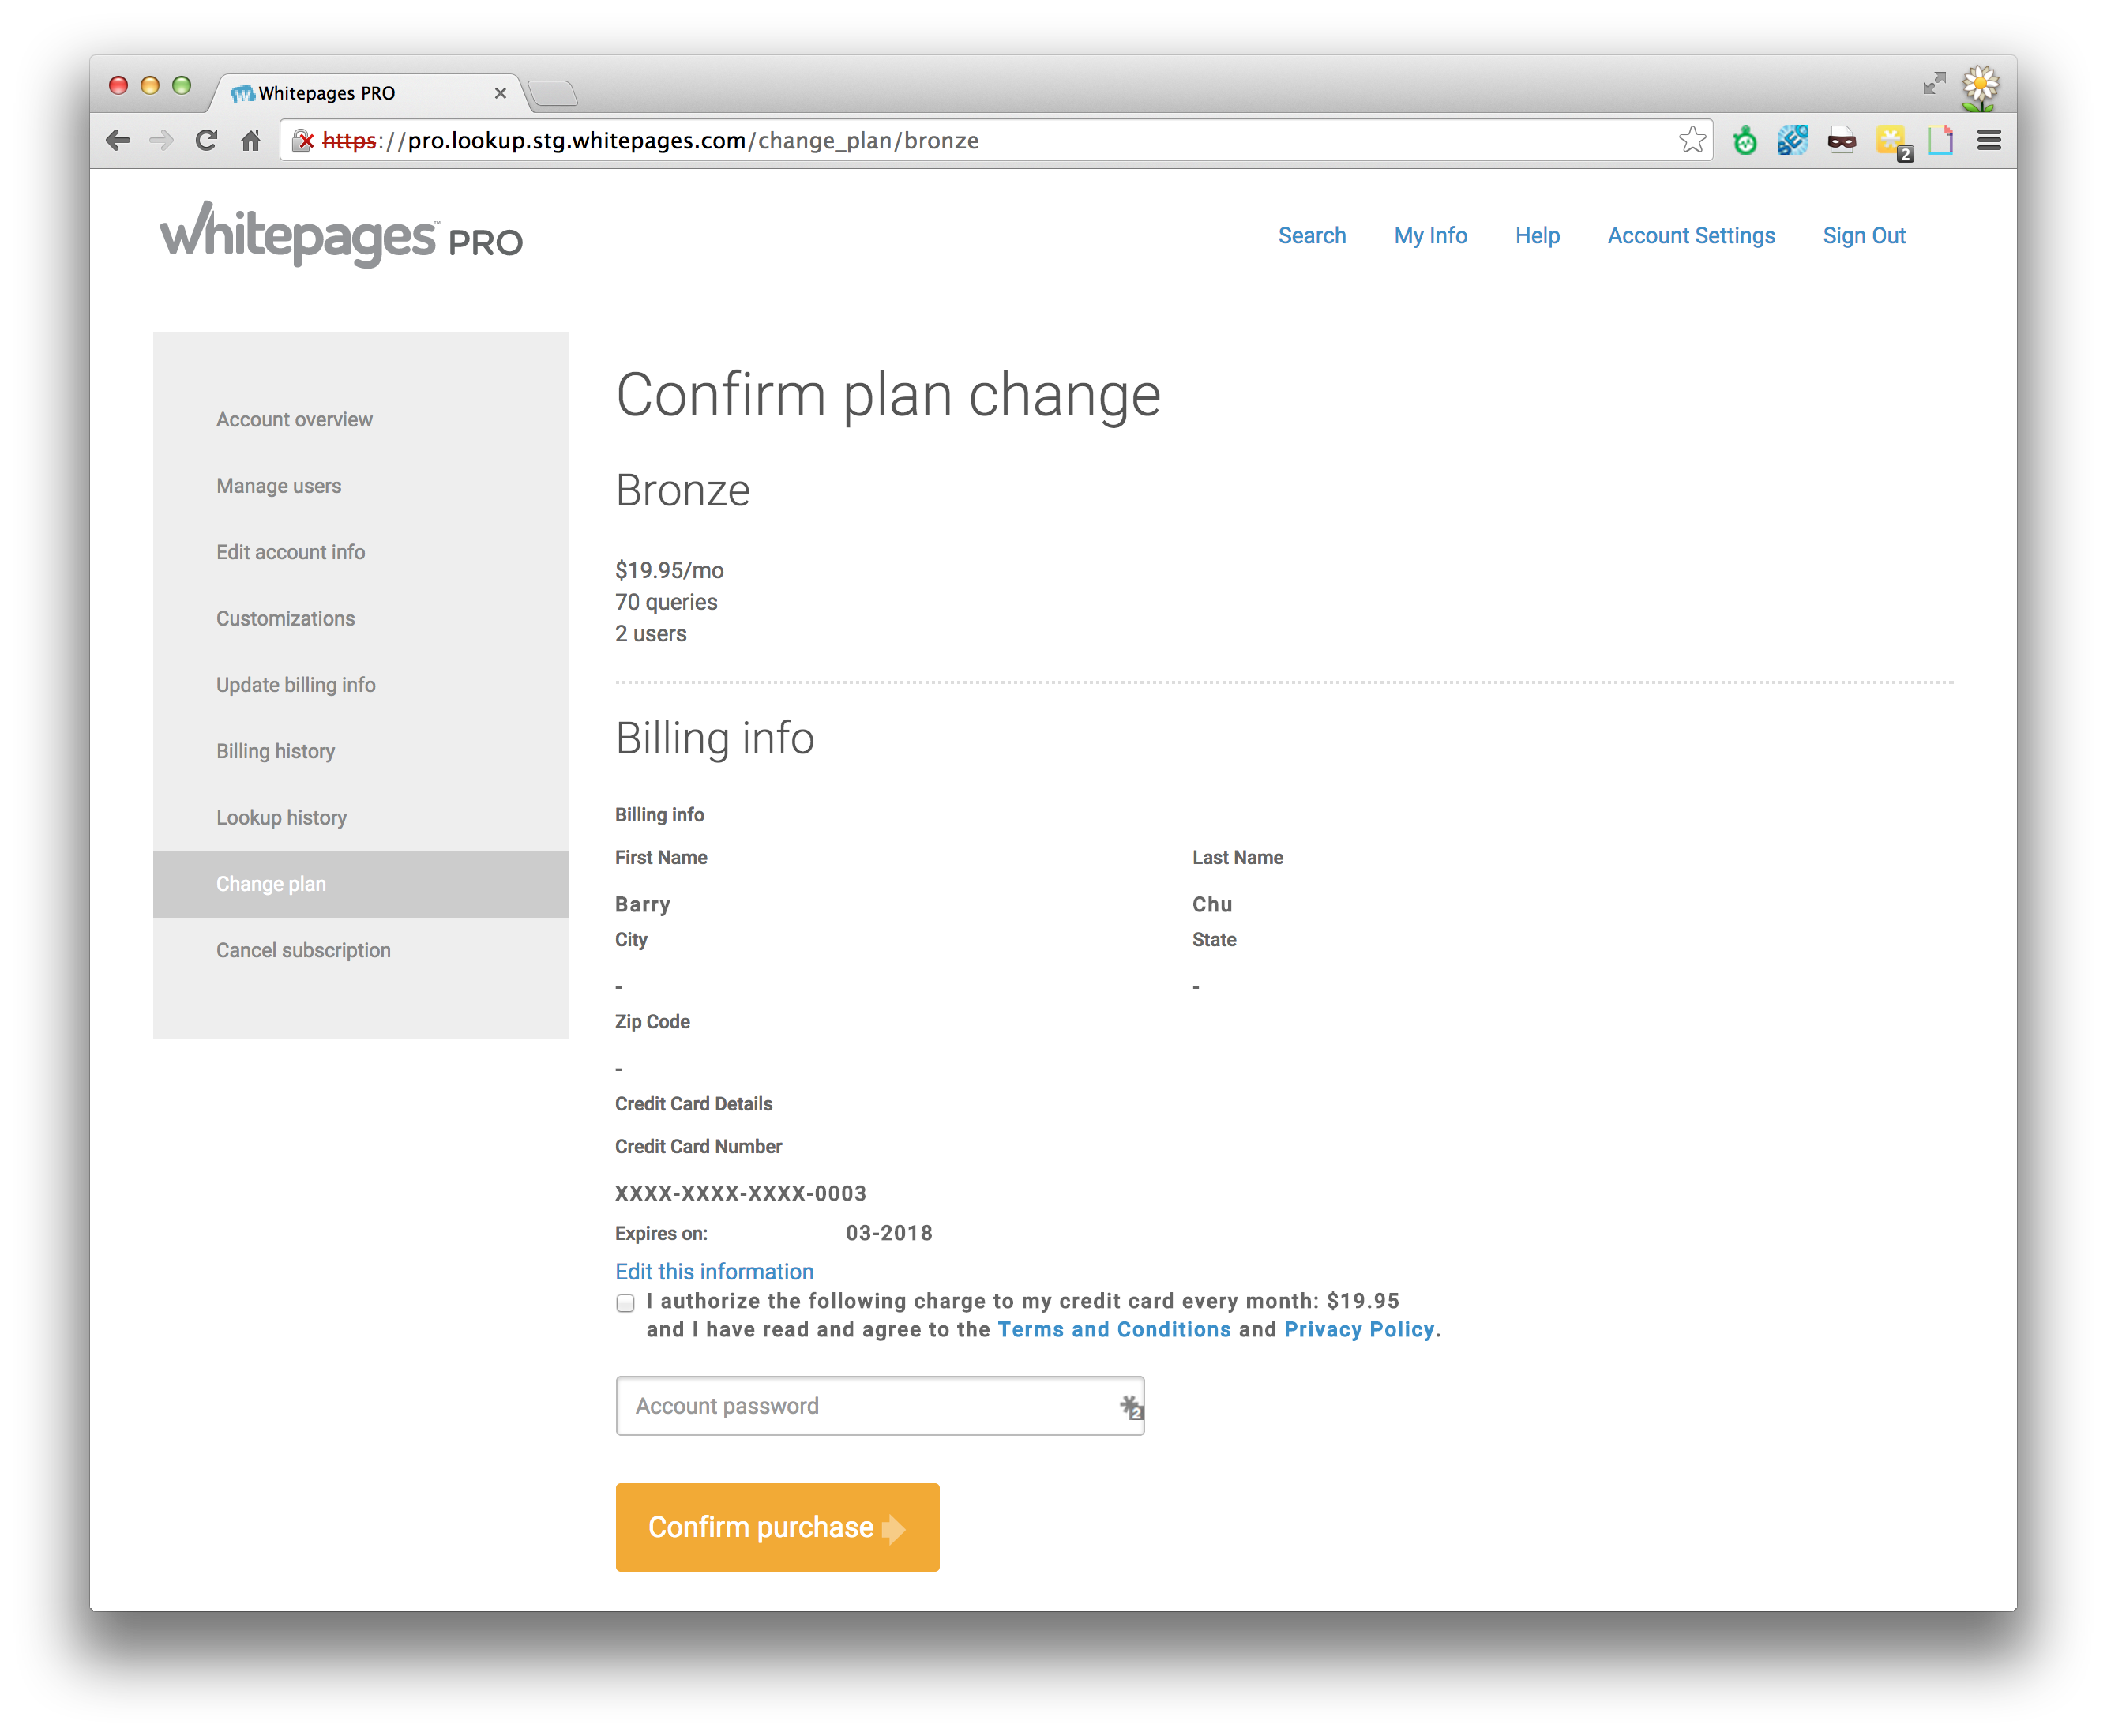 Whitepages PRO
https://pro.lookup.stg.whitepages.com/change_plan/bronze
2
whitepages™ PRO
Search My Info Help Account Settings Sign Out
Account overview
Manage users
Edit account info
Customizations
Update billing info
Billing history
Lookup history
Change plan
Cancel subscription
Confirm plan change
Bronze
$19.95/mo
70 queries
2 users
Billing info
Billing info
First Name Last Name
Barry Chu
City State
- -
Zip Code
-
Credit Card Details
Credit Card Number
XXXX-XXXX-XXXX-0003
Expires on: 03-2018
Edit this information
I authorize the following charge to my credit card every month: $19.95
and I have read and agree to the Terms and Conditions and Privacy Policy.
Account password
2
Confirm purchase